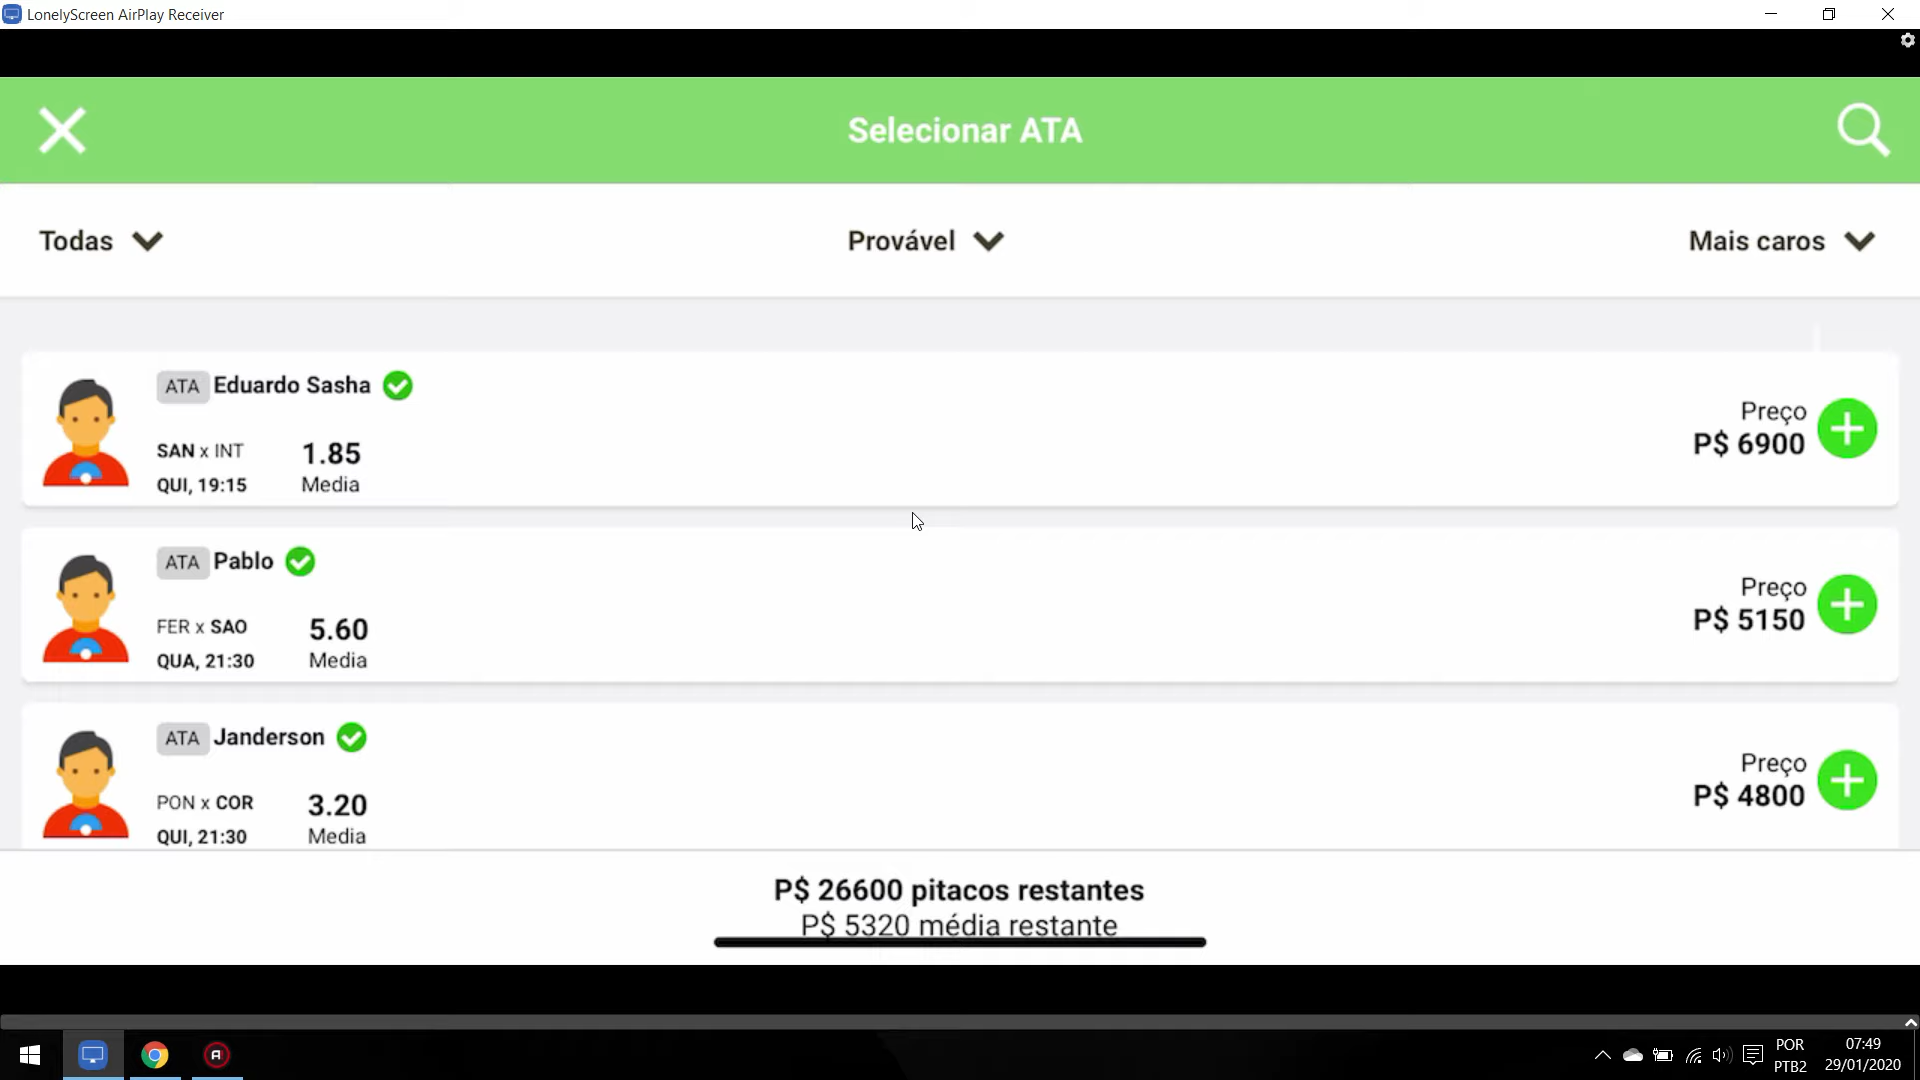 LonelyScreen AirPlay Receiver
Selecionar ATA
Todas
Provável
Mais caros
ATA Eduardo Sasha
SAN x INT
QUI, 19:15
1.85
Media
Preço
P$ 6900
ATA Pablo
FER x SAO
QUA, 21:30
5.60
Media
Preço
P$ 5150
ATA Janderson
PON x COR
QUI, 21:30
3.20
Media
Preço
P$ 4800
P$ 26600 pitacos restantes
P$ 5320 média restante
POR
PTB2
07:49
29/01/2020